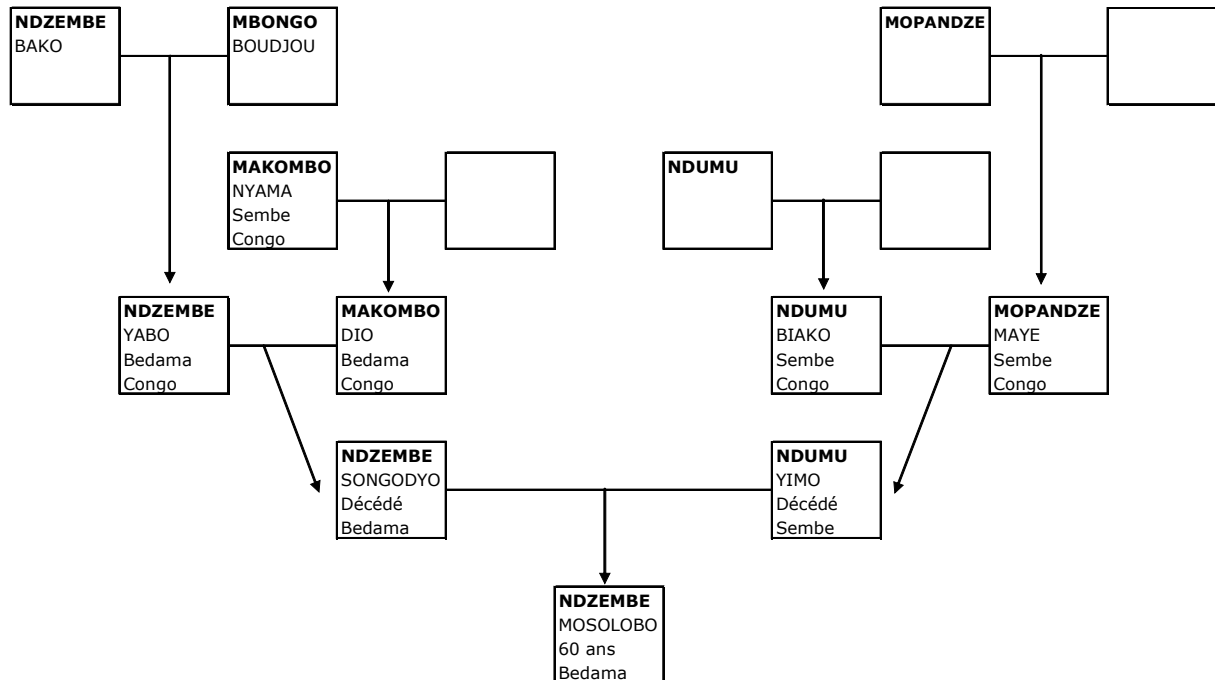 NDZEMBE
BAKO
MBONGO
BOUDJOU
MOPANDZE
MAKOMBO
NYAMA
Sembe
Congo
NDUMU
NDZEMBE
YABO
Bedama
Congo
MAKOMBO
DIO
Bedama
Congo
NDUMU
BIAKO
Sembe
Congo
MOPANDZE
MAYE
Sembe
Congo
NDZEMBE
SONGODYO
Décédé
Bedama
NDUMU
YIMO
Décédé
Sembe
NDZEMBE
MOSOLOBO
60 ans
Bedama